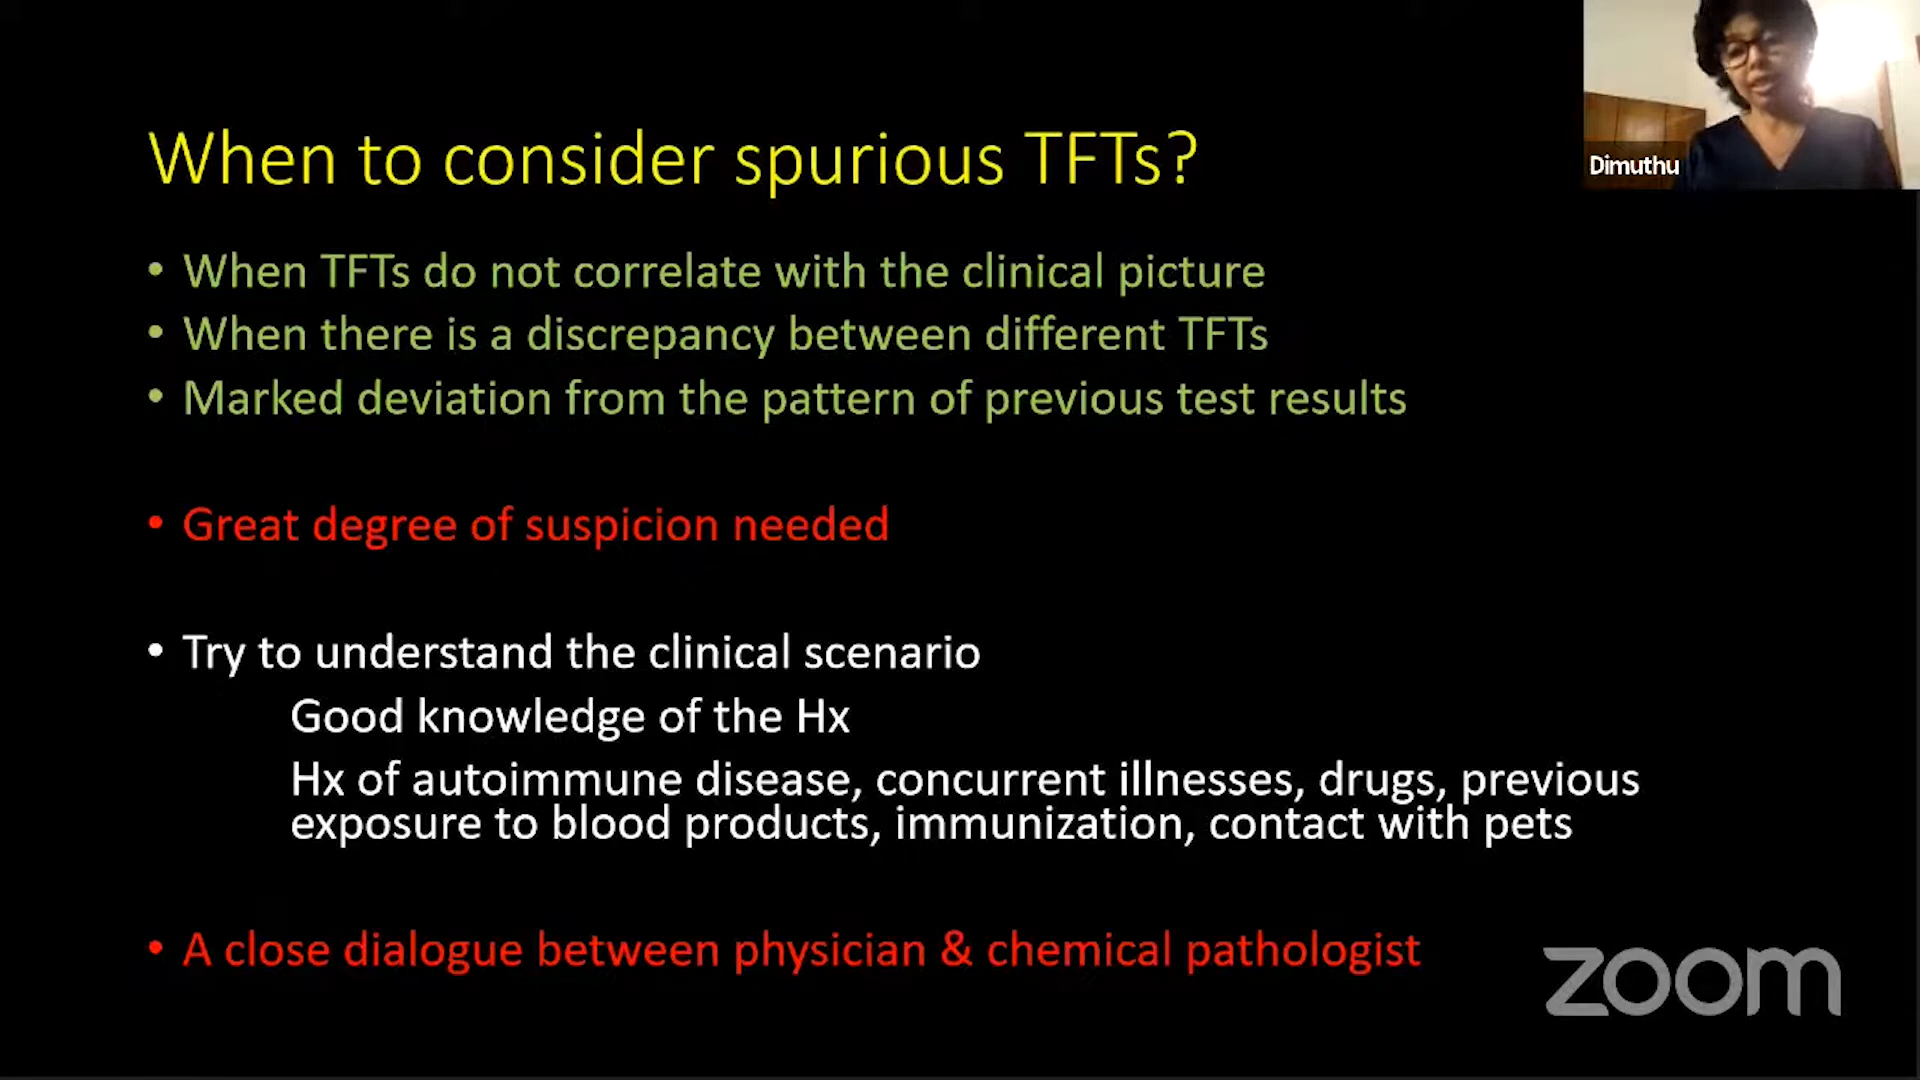 When to consider spurious TFTs?
Dimuthu
• When TFTs do not correlate with the clinical picture
• When there is a discrepancy between different TFTs
• Marked deviation from the pattern of previous test results
• Great degree of suspicion needed
• Try to understand the clinical scenario
Good knowledge of the Hx
Hx of autoimmune disease, concurrent illnesses, drugs, previous
exposure to blood products, immunization, contact with pets
• A close dialogue between physician & chemical pathologist
zoom